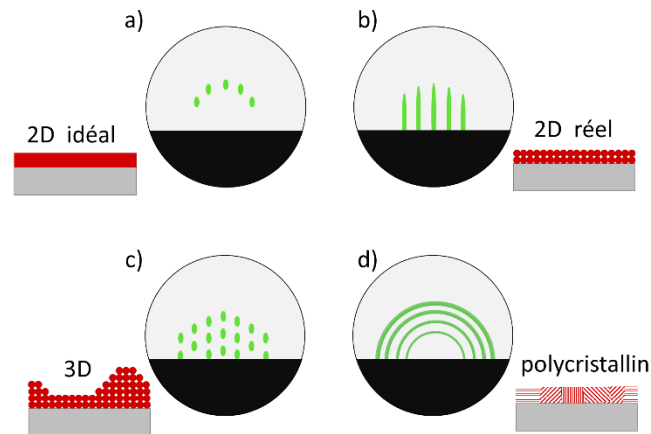 a)
b)
2D idéal
2D réel
c)
d)
3D
polycristallin